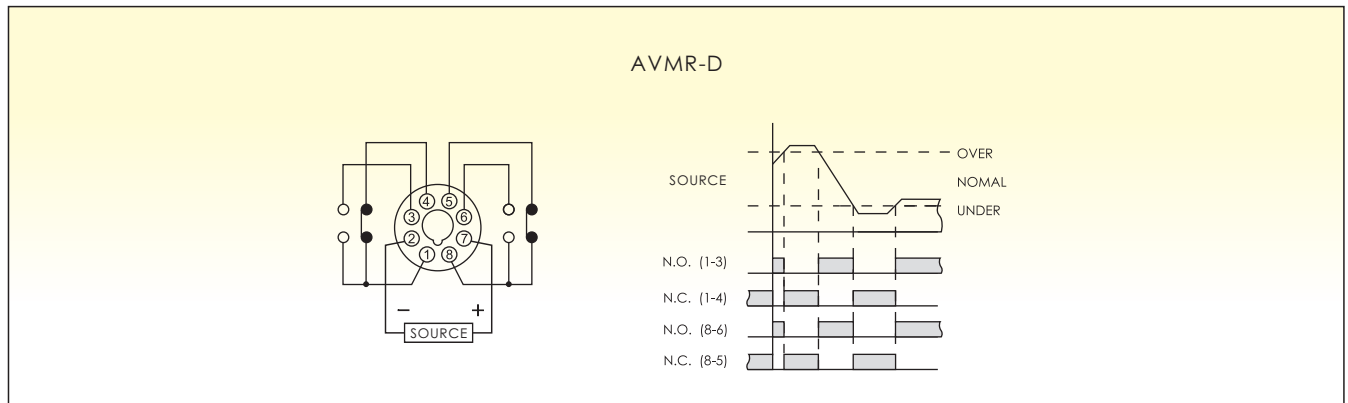 AVMR-D
4 5
3 6
2 7
1 8
− +
SOURCE
SOURCE
OVER
NOMAL
UNDER
N.O. (1-3)
N.C. (1-4)
N.O. (8-6)
N.C. (8-5)